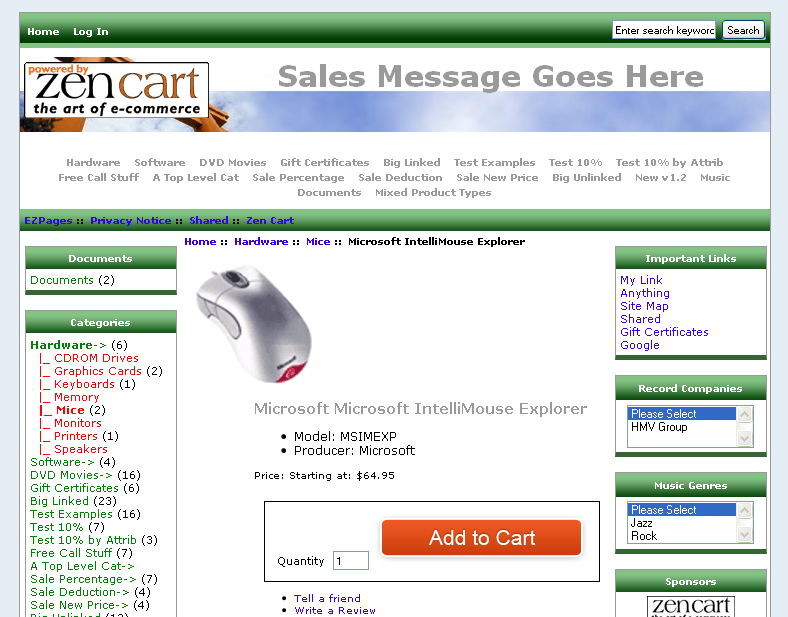 Home Log In
Enter search keyword Search
powered by
zen cart
the art of e-commerce
Sales Message Goes Here
Hardware Software DVD Movies Gift Certificates Big Linked Test Examples Test 10% Test 10% by Attrib
Free Call Stuff A Top Level Cat Sale Percentage Sale Deduction Sale New Price Big Unlinked New v1.2 Music
Documents Mixed Product Types
EZPages :: Privacy Notice :: Shared :: Zen Cart
Documents
Documents (2)
Categories
Hardware-> (6)
|_ CDROM Drives
|_ Graphics Cards (2)
|_ Keyboards (1)
|_ Memory
|_ Mice (2)
|_ Monitors
|_ Printers (1)
|_ Speakers
Software-> (4)
DVD Movies-> (16)
Gift Certificates (6)
Big Linked (23)
Test Examples (16)
Test 10% (7)
Test 10% by Attrib (3)
Free Call Stuff (7)
A Top Level Cat->
Sale Percentage-> (7)
Sale Deduction-> (4)
Sale New Price-> (4)
Big Unlinked
Home :: Hardware :: Mice :: Microsoft IntelliMouse Explorer
Microsoft Microsoft IntelliMouse Explorer
Model: MSIMEXP
Producer: Microsoft
Price: Starting at: $64.95
Quantity 1
Add to Cart
Tell a friend
Write a Review
Important Links
My Link
Anything
Site Map
Shared
Gift Certificates
Google
Record Companies
Please Select
HMV Group
Music Genres
Please Select
Jazz
Rock
Sponsors
zen cart